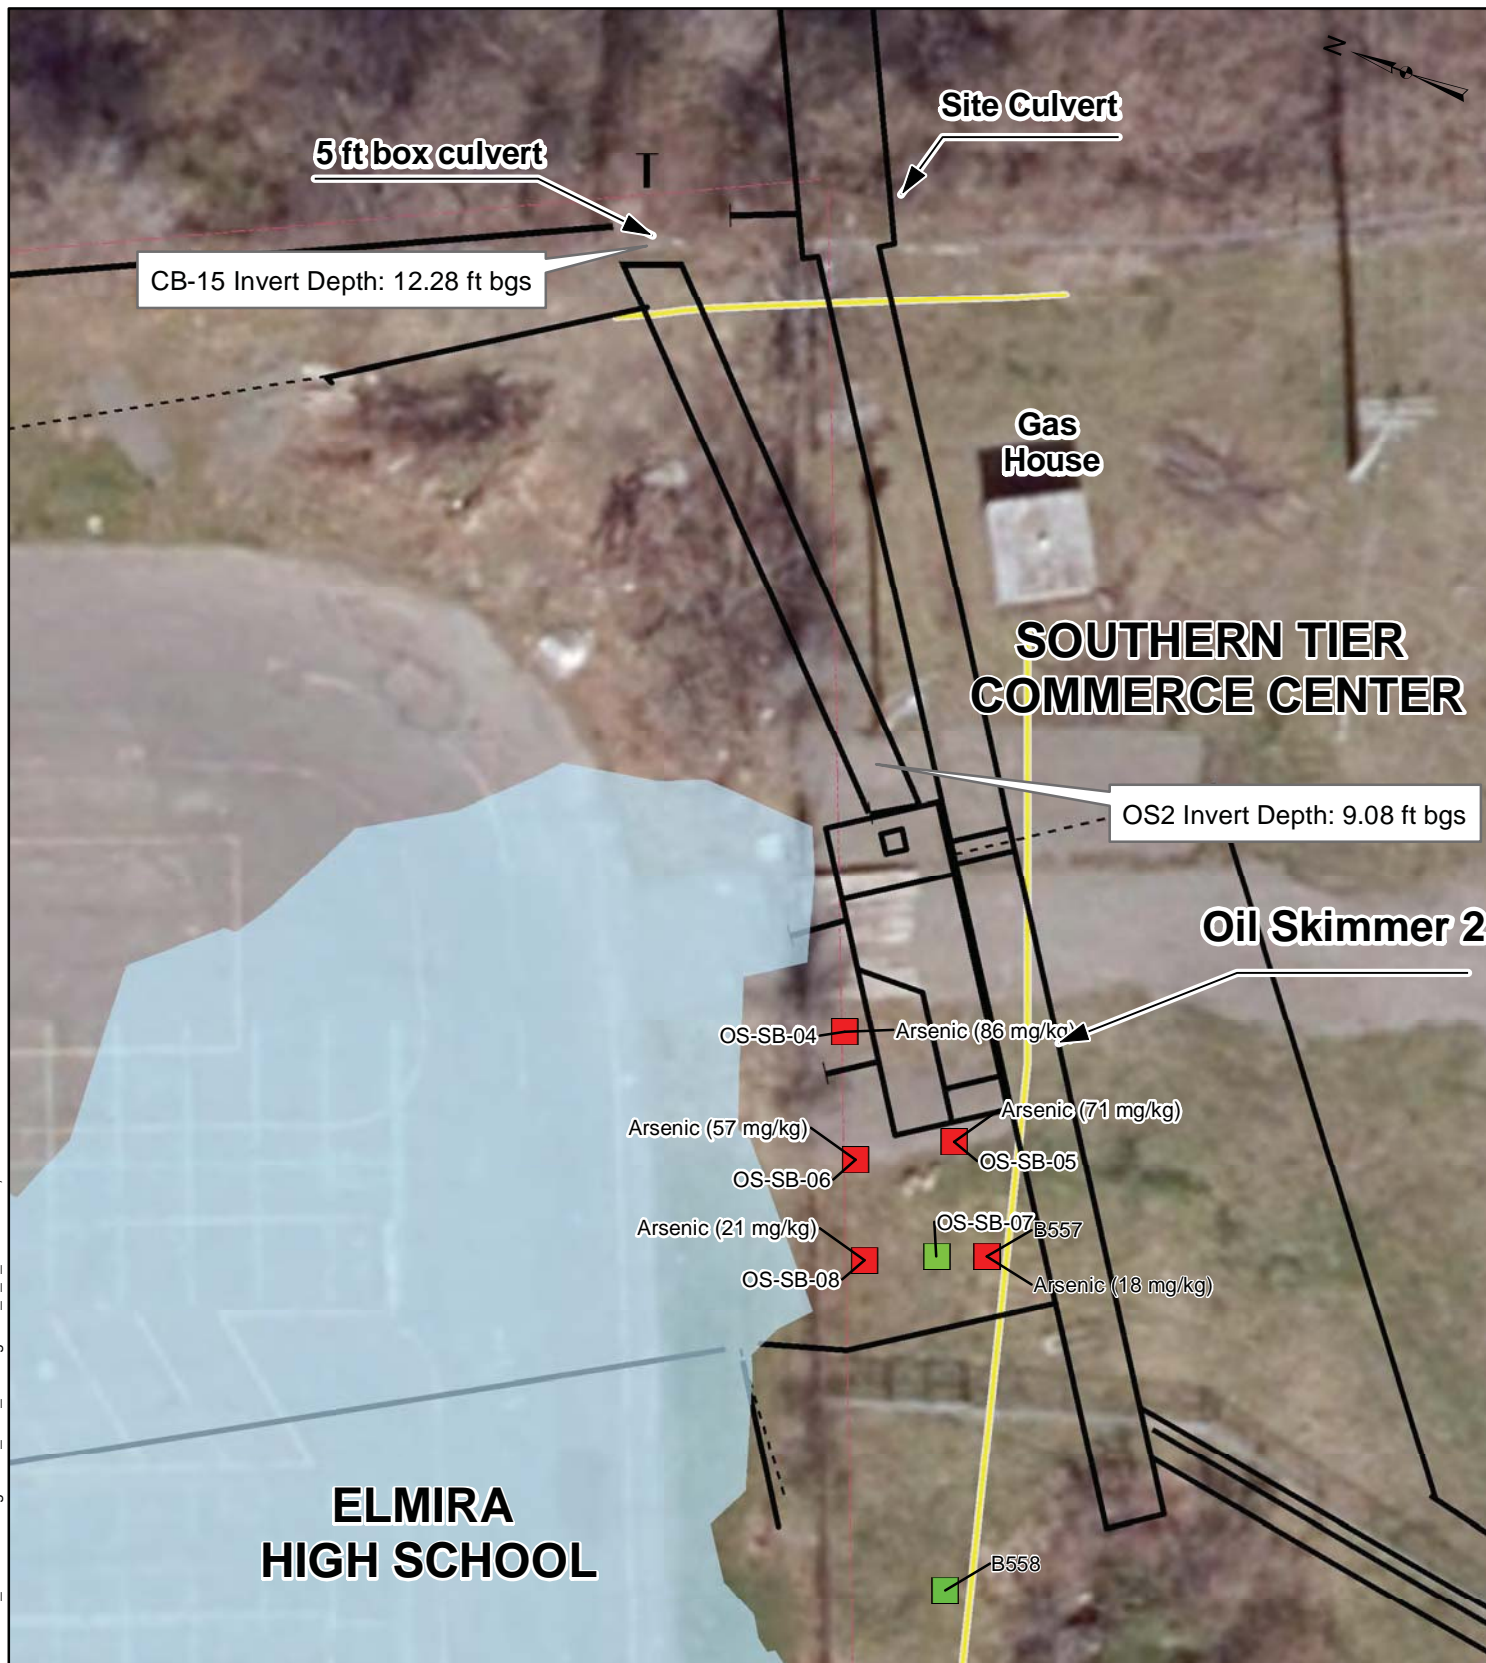 N
Site Culvert
5 ft box culvert
T
CB-15 Invert Depth: 12.28 ft bgs
Gas
House
SOUTHERN TIER
COMMERCE CENTER
OS2 Invert Depth: 9.08 ft bgs
Oil Skimmer 2
OS-SB-04
Arsenic (86 mg/kg)
Arsenic (71 mg/kg)
Arsenic (57 mg/kg)
OS-SB-05
OS-SB-06
OS-SB-07
Arsenic (21 mg/kg)
B557
OS-SB-08
Arsenic (18 mg/kg)
ELMIRA
HIGH SCHOOL
B558